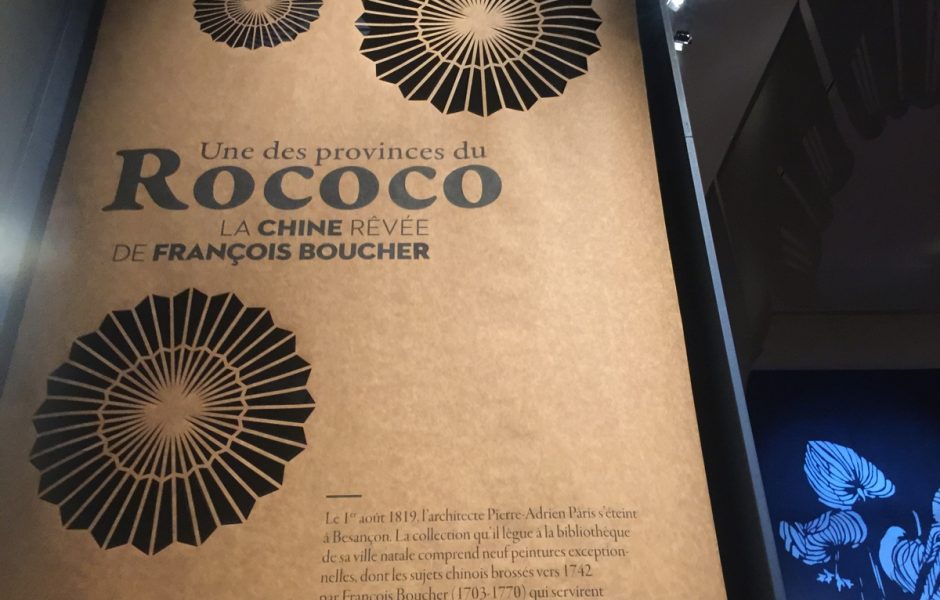 Une des provinces du
Rococo
LA CHINE RÊVÉE
DE FRANÇOIS BOUCHER
Le 1er août 1819, l'architecte Pierre-Adrien Pâris s'éteint
à Besançon. La collection qu'il lègue à la bibliothèque
de sa ville natale comprend neuf peintures exception-
nelles, dont les sujets chinois brossés vers 1742
par François Boucher (1703-1770) qui servirent